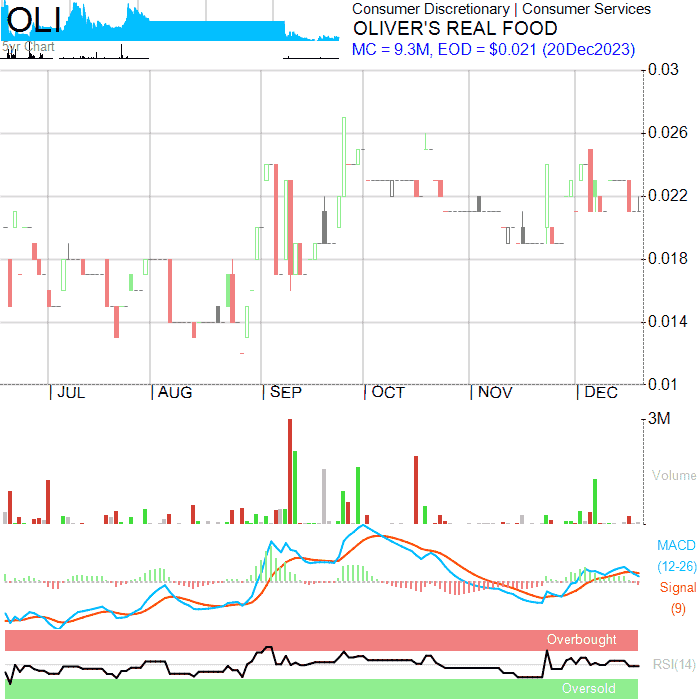 OLI
5yr Chart
Consumer Discretionary | Consumer Services
OLIVER'S REAL FOOD
MC = 9.3M, EOD = $0.021 (20Dec2023)
0.03
0.026
0.022
0.018
0.014
0.01
JUL AUG SEP OCT NOV DEC
3M
Volume
MACD
(12-26)
Signal
(9)
Overbought
RSI(14)
Oversold